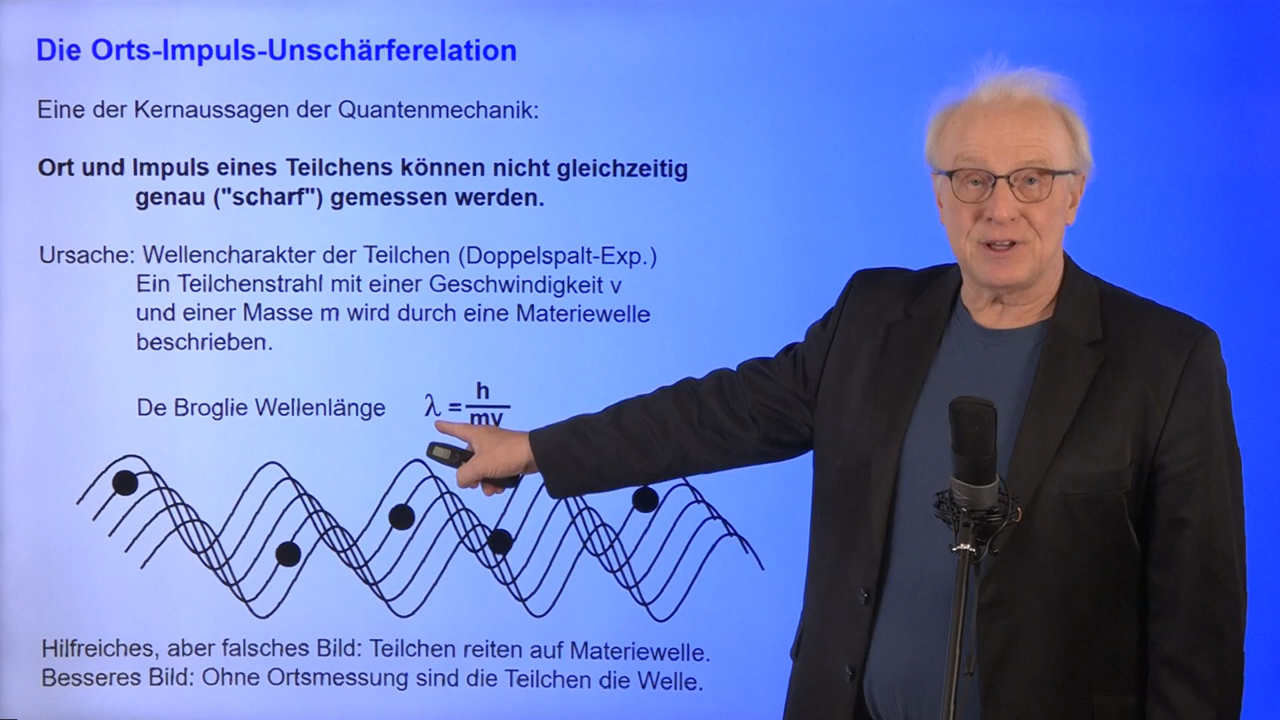 Die Orts-Impuls-Unschärferelation
Eine der Kernaussagen der Quantenmechanik:
Ort und Impuls eines Teilchens können nicht gleichzeitig
genau ("scharf") gemessen werden.
Ursache: Wellencharakter der Teilchen (Doppelspalt-Exp.)
Ein Teilchenstrahl mit einer Geschwindigkeit v
und einer Masse m wird durch eine Materiewelle
beschrieben.
De Broglie Wellenlänge λ = h / mv
Hilfreiches, aber falsches Bild: Teilchen reiten auf Materiewelle.
Besseres Bild: Ohne Ortsmessung sind die Teilchen die Welle.